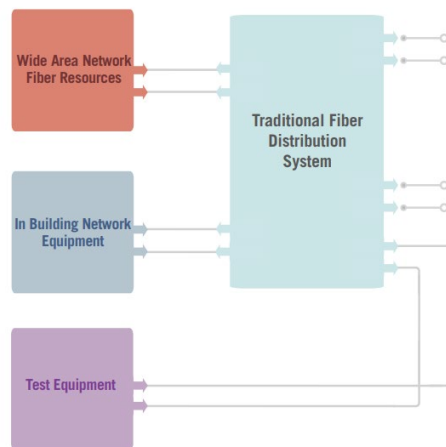 Wide Area Network
Fiber Resources
Traditional Fiber
Distribution
System
In Building Network
Equipment
Test Equipment